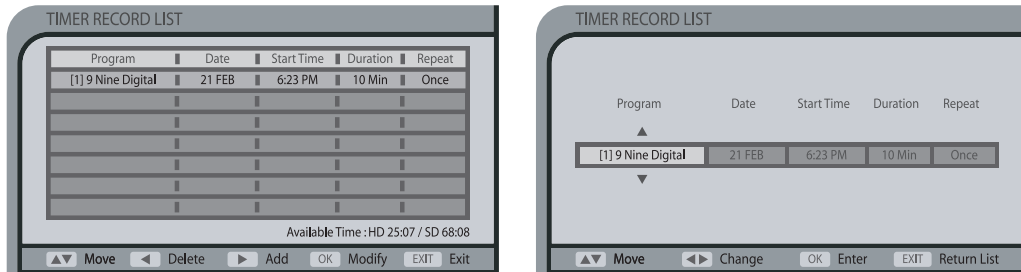 TIMER RECORD LIST
Program Date Start Time Duration Repeat
[1] 9 Nine Digital 21 FEB 6:23 PM 10 Min Once
Available Time : HD 25:07 / SD 68:08
▲▼ Move ◀ Delete ▶ Add OK Modify EXIT Exit
TIMER RECORD LIST
Program Date Start Time Duration Repeat
▲
[1] 9 Nine Digital 21 FEB 6:23 PM 10 Min Once
▼
▲▼ Move ◀▶ Change OK Enter EXIT Return List